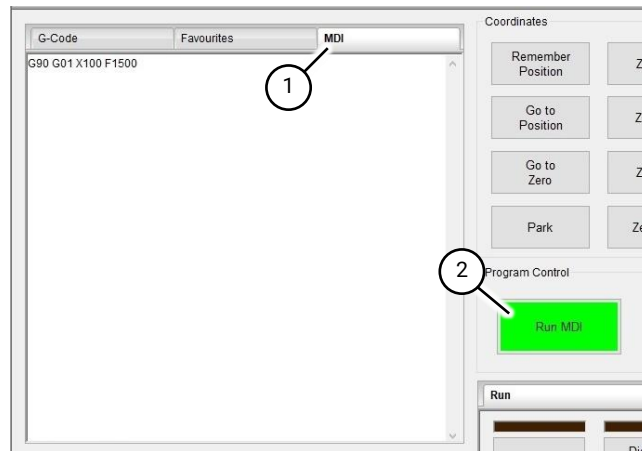 Coordinates
G-Code Favourites MDI
G90 G01 X100 F1500
1
Remember
Position
Go to
Position
Go to
Zero
Park
2
Program Control
Run MDI
Run